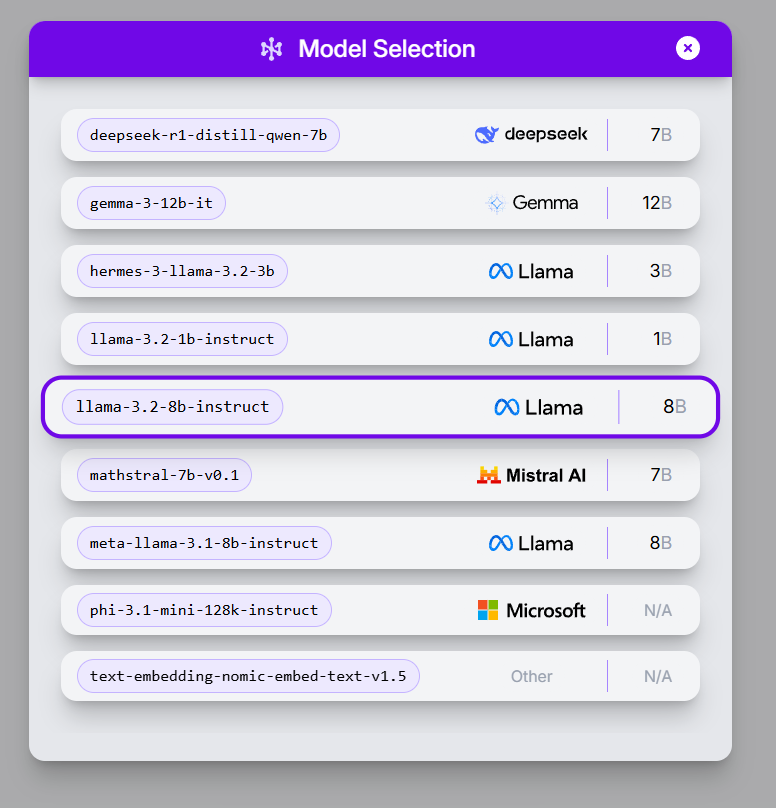 Model Selection
deepseek-r1-distill-qwen-7b deepseek 7B
gemma-3-12b-it Gemma 12B
hermes-3-llama-3.2-3b Llama 3B
llama-3.2-1b-instruct Llama 1B
llama-3.2-8b-instruct Llama 8B
mathstral-7b-v0.1 Mistral AI 7B
meta-llama-3.1-8b-instruct Llama 8B
phi-3.1-mini-128k-instruct Microsoft N/A
text-embedding-nomic-embed-text-v1.5 Other N/A